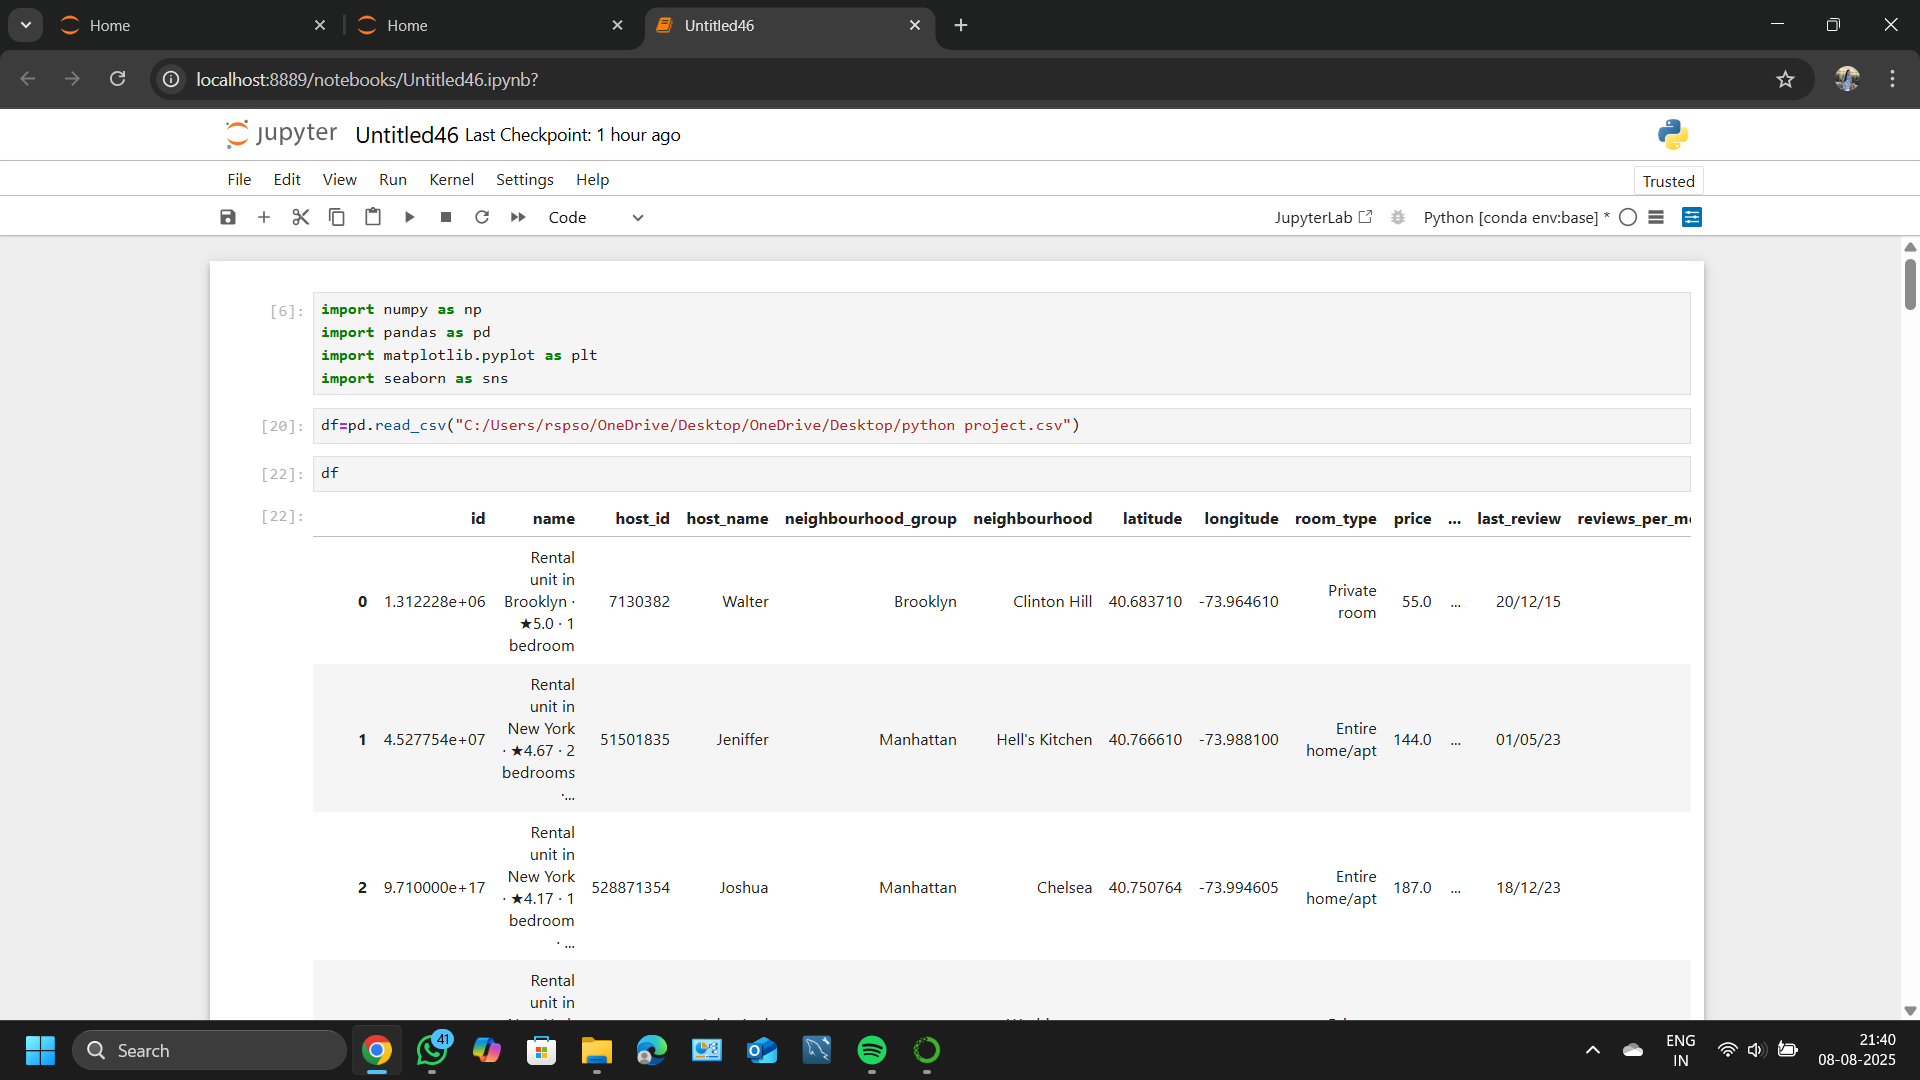 Home
Home
Untitled46
localhost:8889/notebooks/Untitled46.ipynb?
jupyter Untitled46 Last Checkpoint: 1 hour ago
File Edit View Run Kernel Settings Help
Trusted
Code
JupyterLab
Python [conda env:base] *
[6]:
import numpy as np
import pandas as pd
import matplotlib.pyplot as plt
import seaborn as sns
[20]:
df=pd.read_csv("C:/Users/rspso/OneDrive/Desktop/OneDrive/Desktop/python project.csv")
[22]:
df
[22]:
id name host_id host_name neighbourhood_group neighbourhood latitude longitude room_type price ... last_review
0 1.312228e+06
Rental
unit in
Brooklyn ·
★5.0 · 1
bedroom
7130382 Walter Brooklyn Clinton Hill 40.683710 -73.964610
Private
room
55.0 ... 20/12/15
1 4.527754e+07
Rental
unit in
New York
· ★4.67 · 2
bedrooms
·...
51501835 Jeniffer Manhattan Hell's Kitchen 40.766610 -73.988100
Entire
home/apt
144.0 ... 01/05/23
2 9.710000e+17
Rental
unit in
New York
· ★4.17 · 1
bedroom
· ...
528871354 Joshua Manhattan Chelsea 40.750764 -73.994605
Entire
home/apt
187.0 ... 18/12/23
Rental
unit in
Search
41
ENG
IN
21:40
08-08-2025